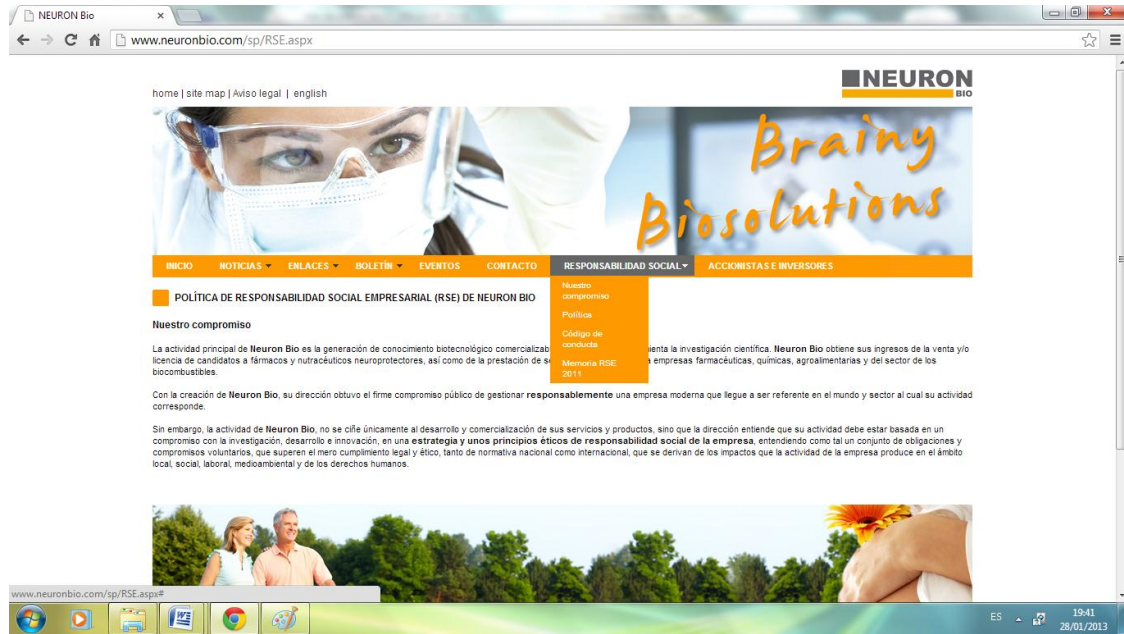 NEURON Bio
www.neuronbio.com/sp/RSE.aspx
home | site map | Aviso legal | english
NEURON
BIO
Brainy
Biosolutions
INICIO NOTICIAS ENLACES BOLETÍN EVENTOS CONTACTO RESPONSABILIDAD SOCIAL ACCIONISTAS E INVERSORES
Nuestro
compromiso
Política
Código de
conducta
Memoria RSE
2011
POLÍTICA DE RESPONSABILIDAD SOCIAL EMPRESARIAL (RSE) DE NEURON BIO
Nuestro compromiso
La actividad principal de Neuron Bio es la generación de conocimiento biotecnológico comercializab ienta la investigación científica. Neuron Bio obtiene sus ingresos de la venta y/o
licencia de candidatos a fármacos y nutracéuticos neuroprotectores, así como de la prestación de s a empresas farmacéuticas, químicas, agroalimentarias y del sector de los
biocombustibles.
Con la creación de Neuron Bio, su dirección obtuvo el firme compromiso público de gestionar responsablemente una empresa moderna que llegue a ser referente en el mundo y sector al cual su actividad
corresponde.
Sin embargo, la actividad de Neuron Bio, no se ciñe únicamente al desarrollo y comercialización de sus servicios y productos, sino que la dirección entiende que su actividad debe estar basada en un
compromiso con la investigación, desarrollo e innovación, en una estrategia y unos principios éticos de responsabilidad social de la empresa, entendiendo como tal un conjunto de obligaciones y
compromisos voluntarios, que superen el mero cumplimiento legal y ético, tanto de normativa nacional como internacional, que se derivan de los impactos que la actividad de la empresa produce en el ámbito
local, social, laboral, medioambiental y de los derechos humanos.
www.neuronbio.com/sp/RSE.aspx#
ES
19:41
28/01/2013